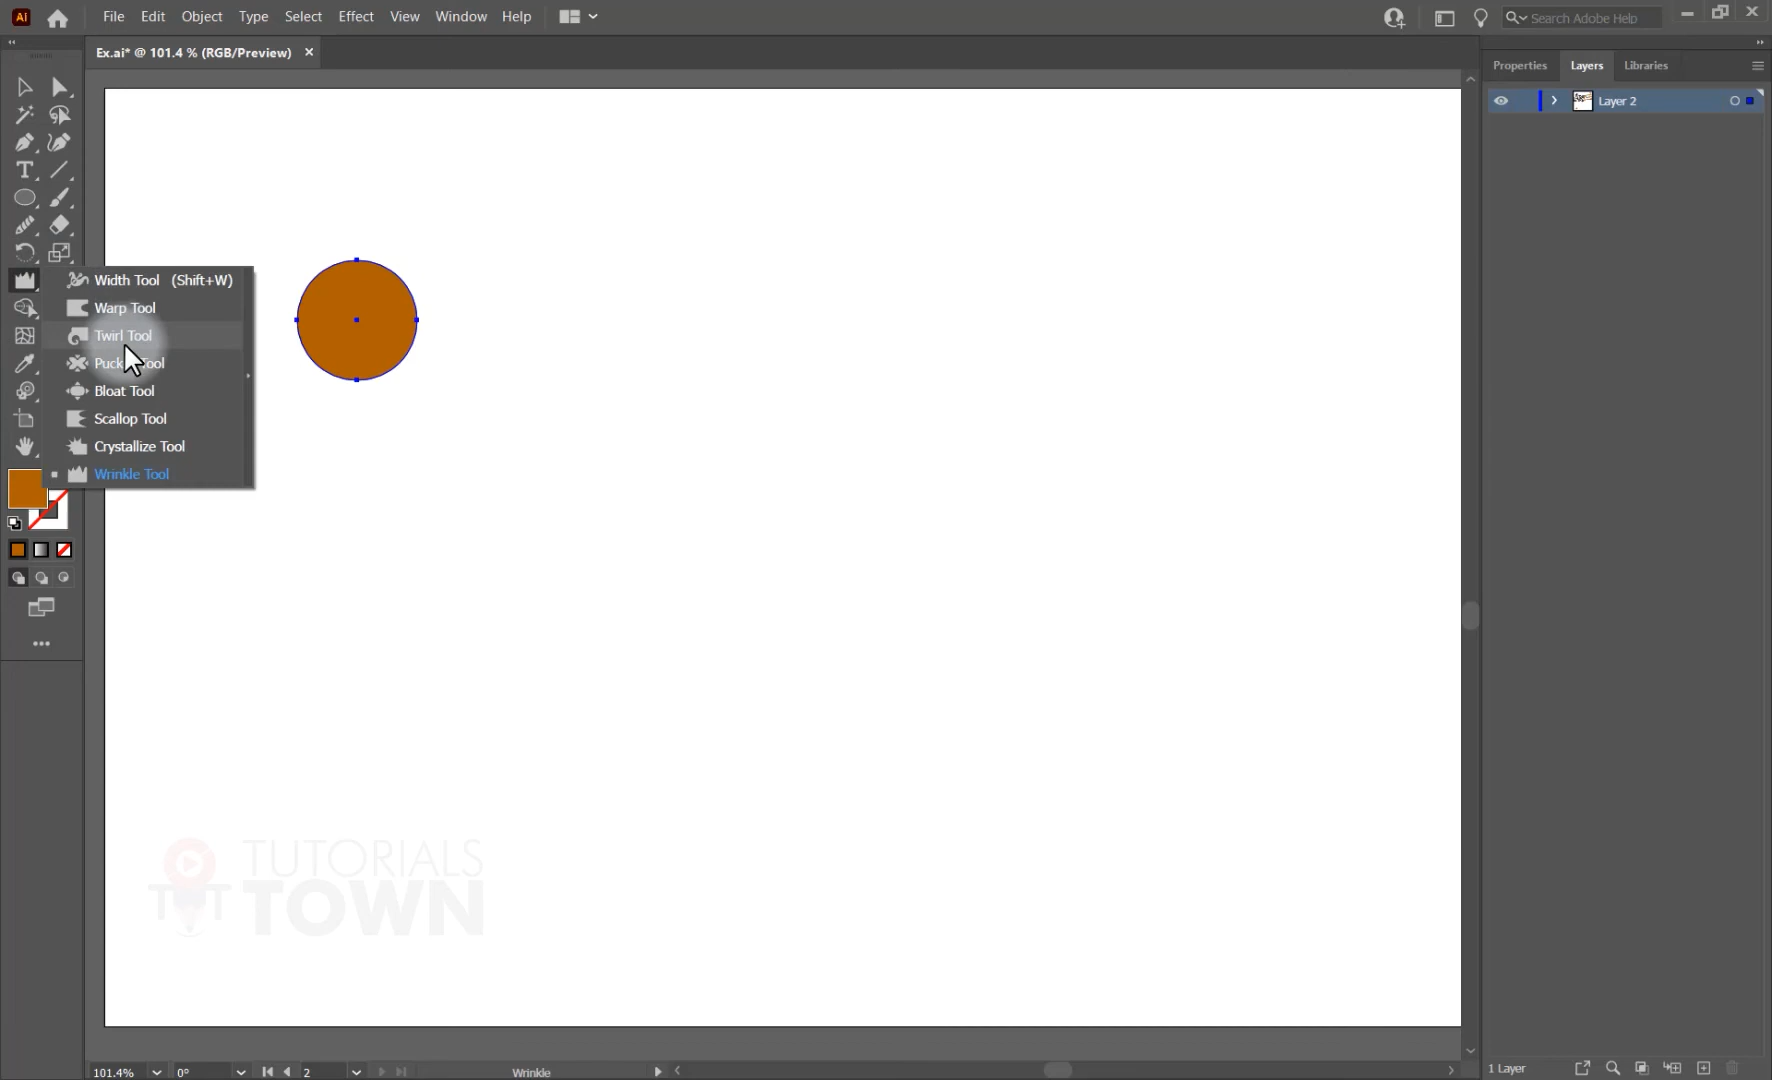 Ai File Edit Object Type Select Effect View Window Help Search Adobe Help
Ex.ai* @ 101.4 % (RGB/Preview)
Properties Layers Libraries
Layer 2
Width Tool (Shift+W)
Warp Tool
Twirl Tool
Pucker Tool
Bloat Tool
Scallop Tool
Crystallize Tool
Wrinkle Tool
TUTORIALS
TOWN
101.4% 0° 2 Wrinkle 1 Layer